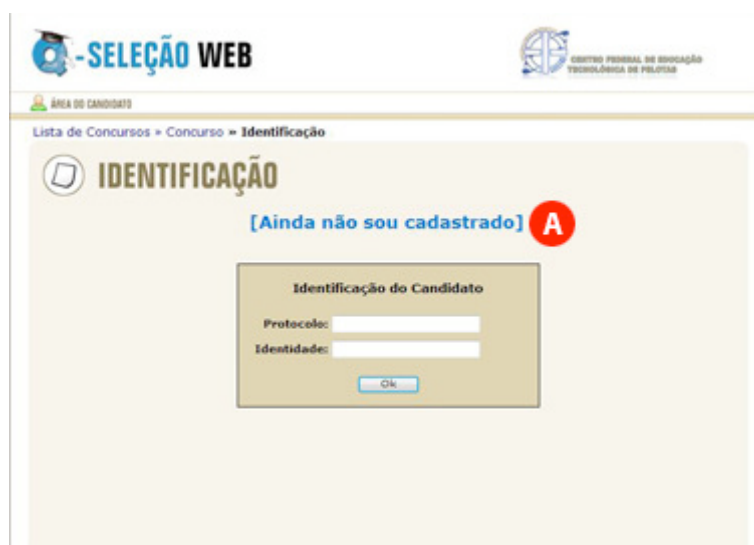 Q-SELEÇÃO WEB
CENTRO FEDERAL DE EDUCAÇÃO
TECNOLÓGICA DE PELOTAS
ÁREA DO CANDIDATO
Lista de Concursos » Concurso » Identificação
IDENTIFICAÇÃO
[Ainda não sou cadastrado] A
Identificação do Candidato
Protocolo:
Identidade:
Ok